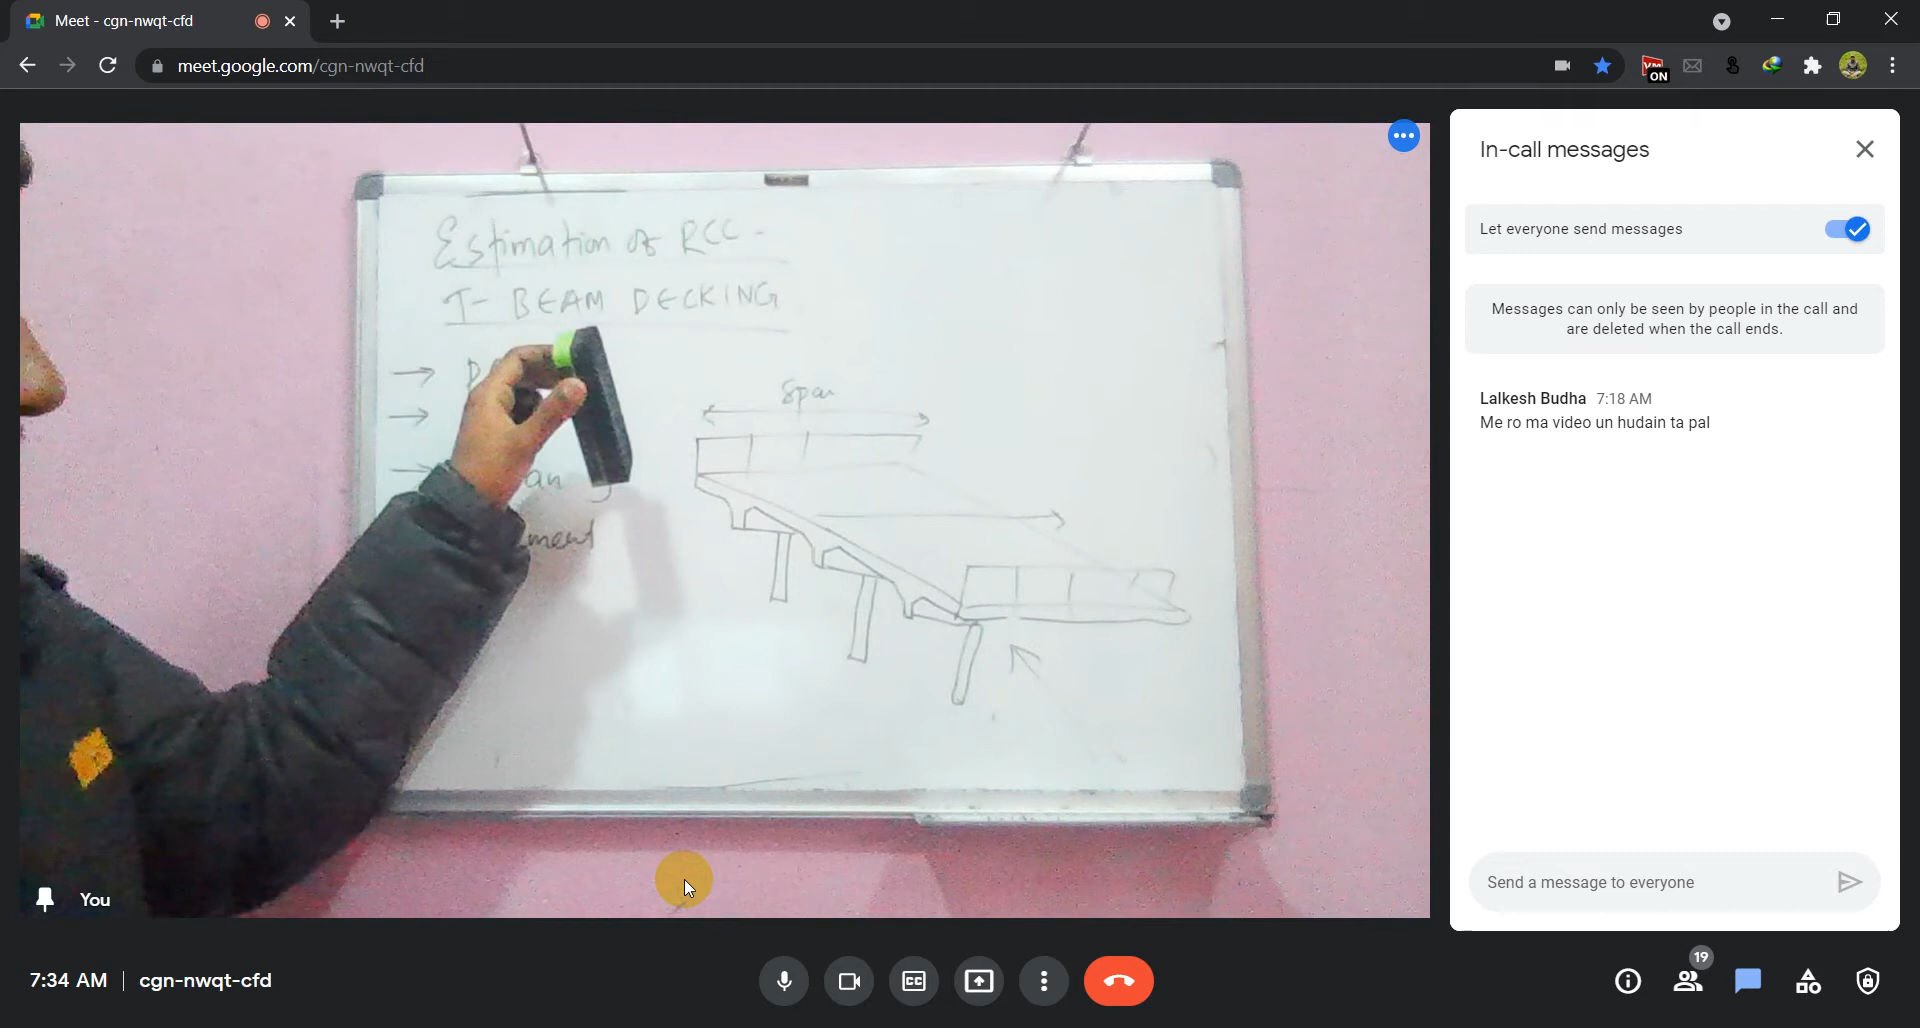 Meet - cgn-nwqt-cfd
meet.google.com/cgn-nwqt-cfd
ON
In-call messages
Let everyone send messages
Messages can only be seen by people in the call and
are deleted when the call ends.
Lalkesh Budha 7:18 AM
Me ro ma video un hudain ta pal
Send a message to everyone
Estimation of RCC -
T- BEAM DECKING
Span
You
7:34 AM | cgn-nwqt-cfd
CC
19